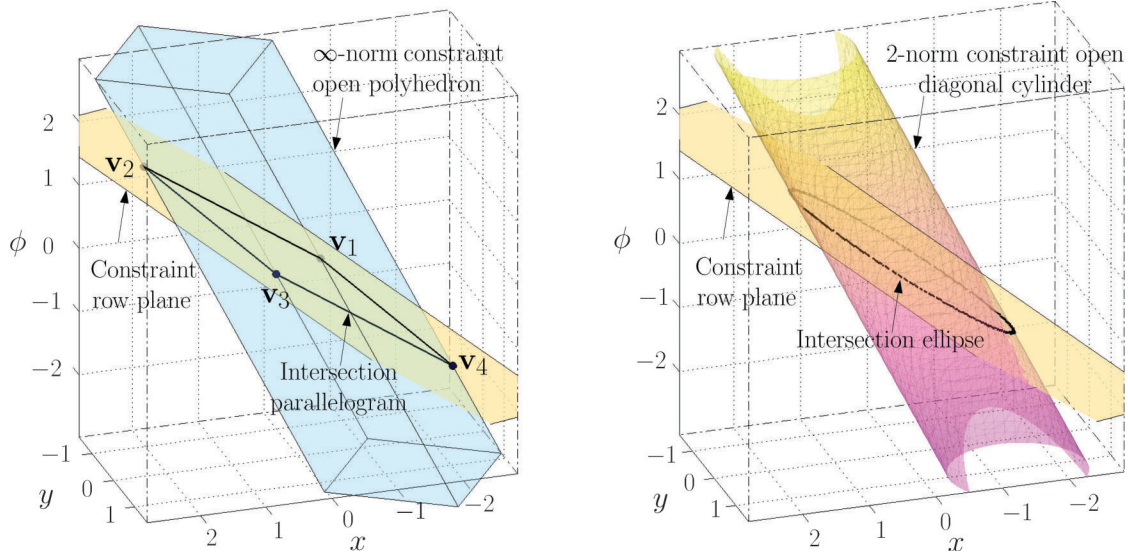 ∞-norm constraint
open polyhedron
2
1
0
−1
−2
ϕ
v₂
v₁
v₃
v₄
Constraint
row plane
Intersection
parallelogram
−1
0
1
y
2
1
0
−1
−2
x
2-norm constraint open
diagonal cylinder
2
1
0
−1
−2
ϕ
Constraint
row plane
Intersection ellipse
−1
0
1
y
2
1
0
−1
−2
x